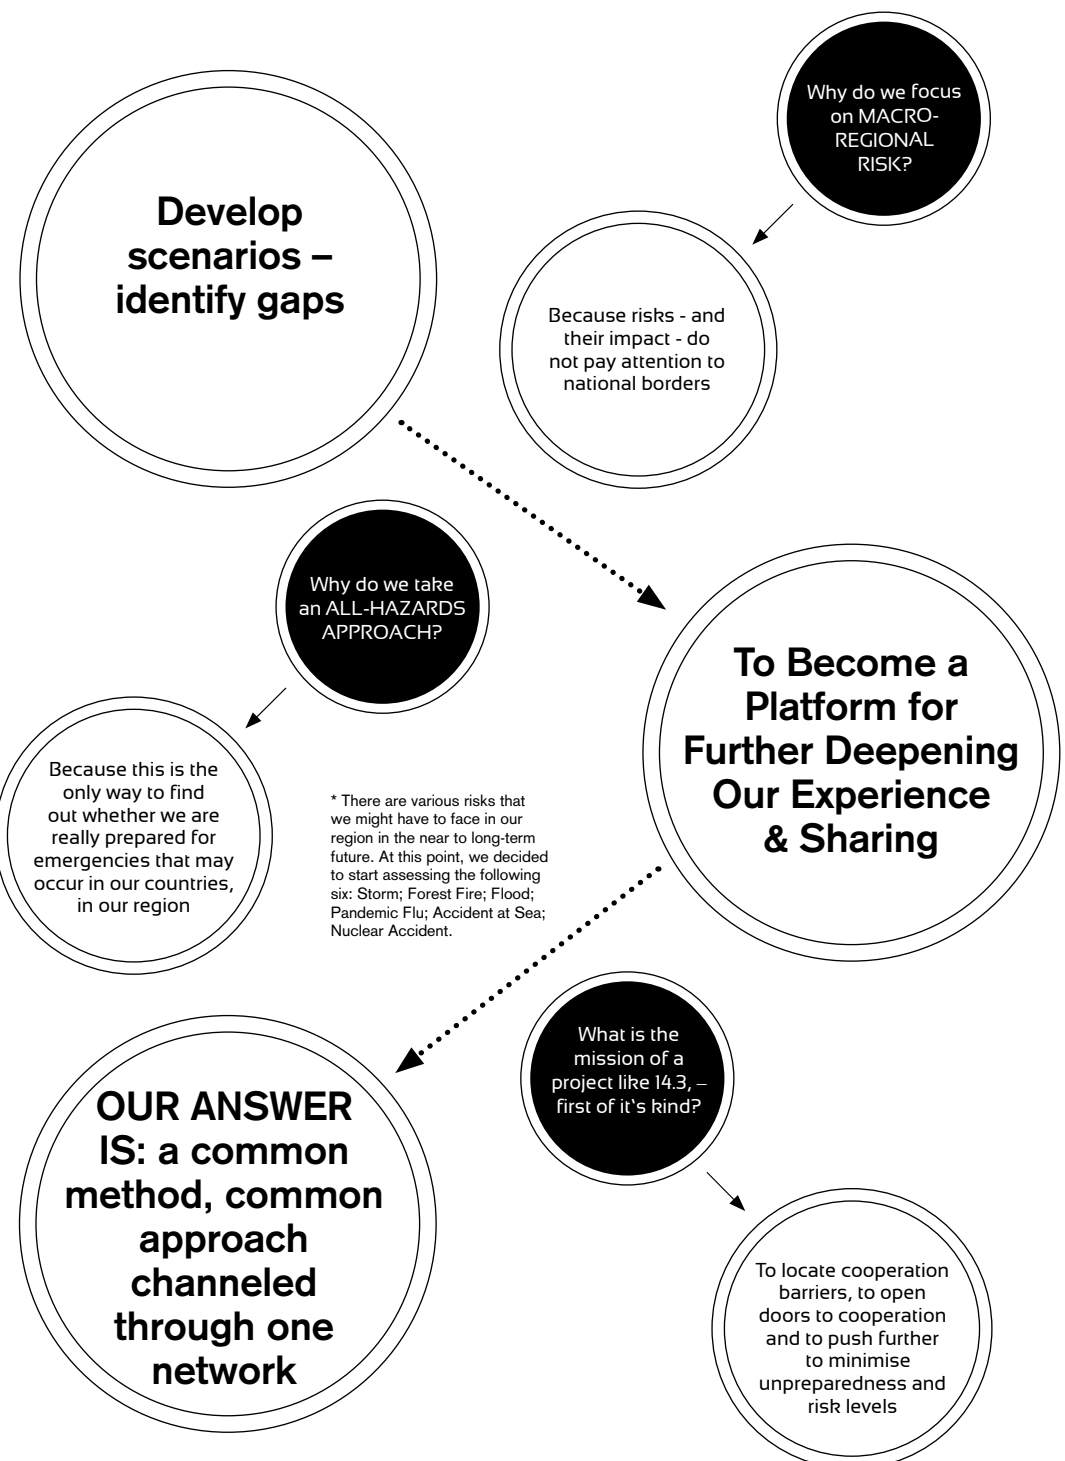 Why do we focus
on MACRO-
REGIONAL
RISK?
Develop
scenarios –
identify gaps
Because risks - and
their impact - do
not pay attention to
national borders
Why do we take
an ALL-HAZARDS
APPROACH?
To Become a
Platform for
Further Deepening
Our Experience
& Sharing
Because this is the
only way to find
out whether we are
really prepared for
emergencies that may
occur in our countries,
in our region
* There are various risks that
we might have to face in our
region in the near to long-term
future. At this point, we decided
to start assessing the following
six: Storm; Forest Fire; Flood;
Pandemic Flu; Accident at Sea;
Nuclear Accident.
What is the
mission of a
project like 14.3, –
first of it‘s kind?
OUR ANSWER
IS: a common
method, common
approach
channeled
through one
network
To locate cooperation
barriers, to open
doors to cooperation
and to push further
to minimise
unpreparedness and
risk levels